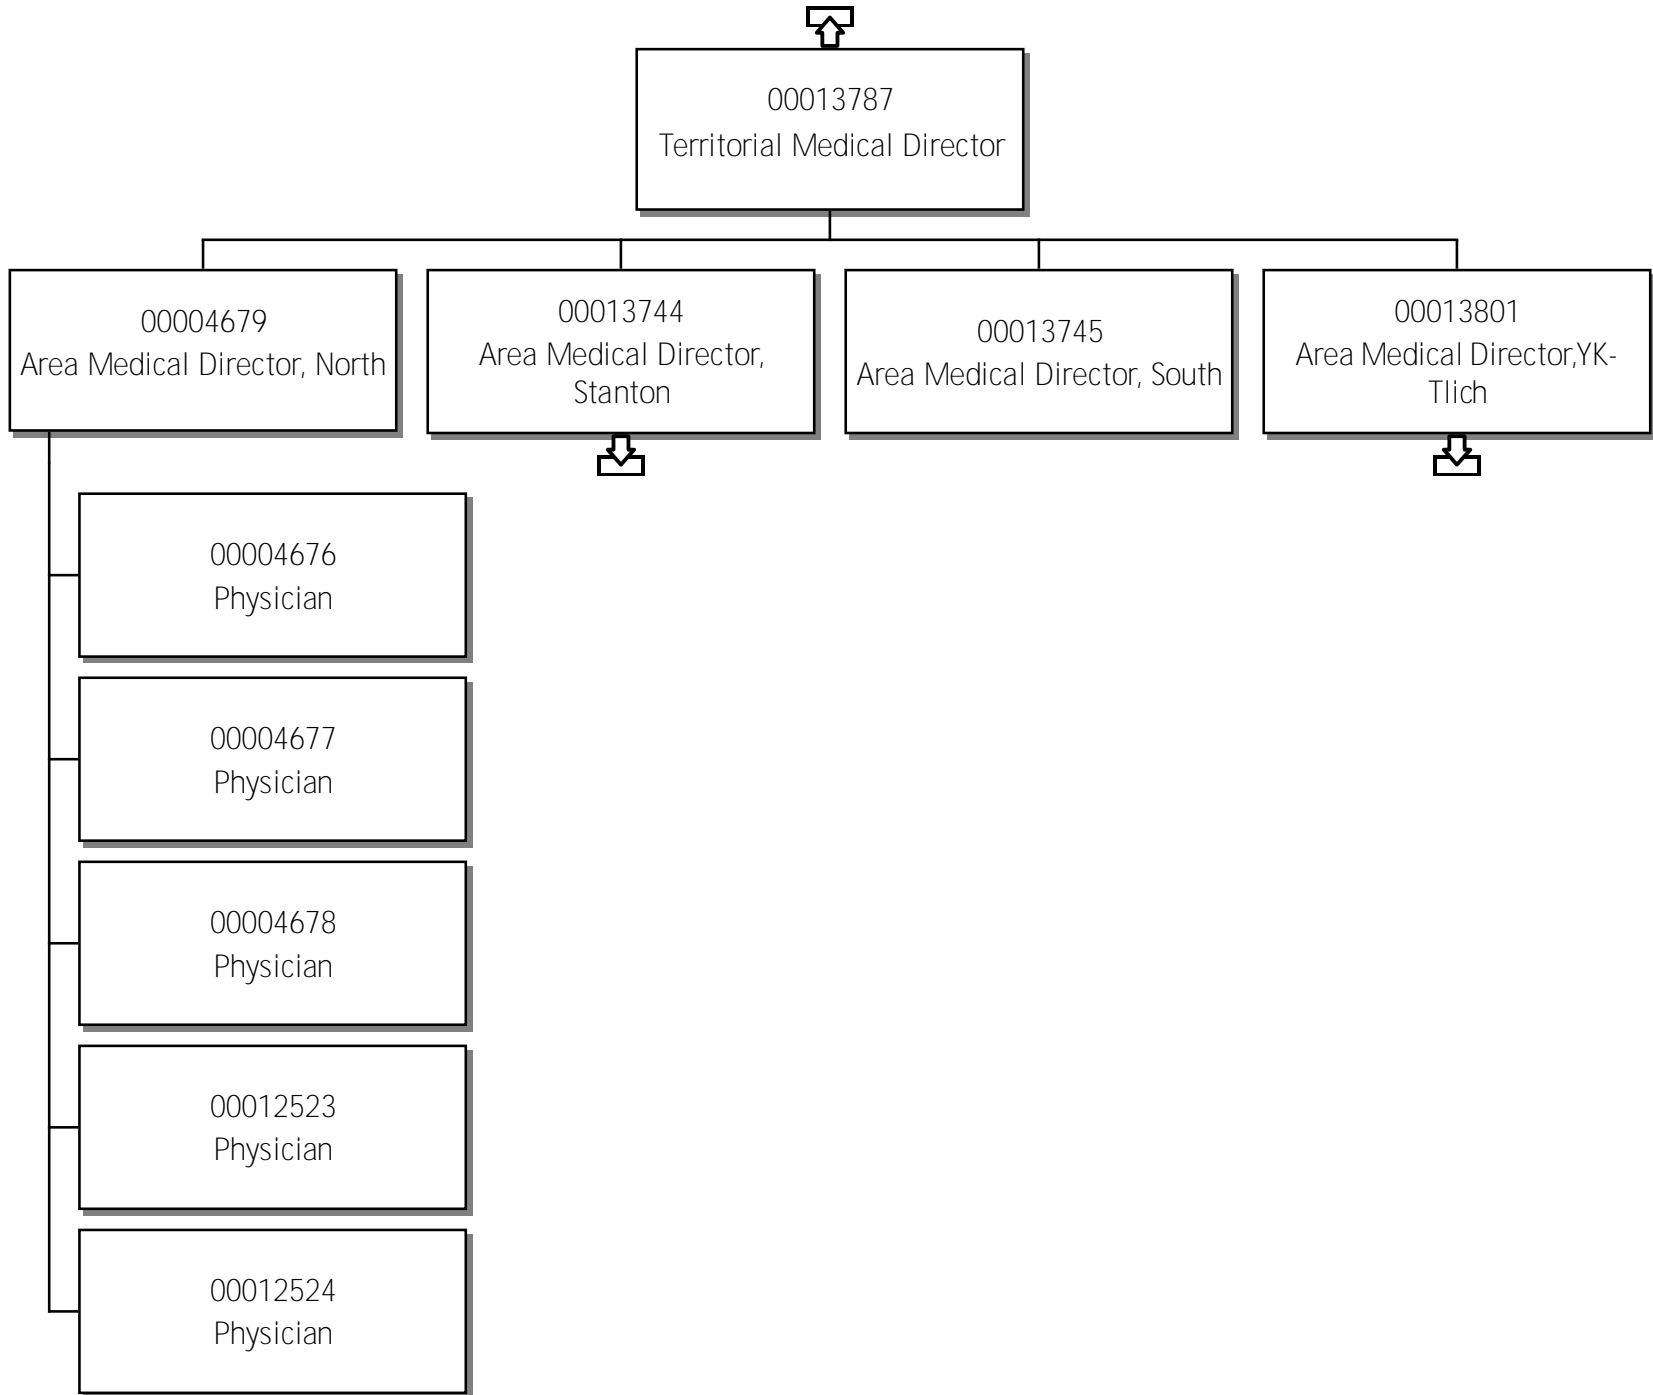 00013787
Territorial Medical Director
00004679
Area Medical Director, North
00013744
Area Medical Director,
Stanton
00013745
Area Medical Director, South
00013801
Area Medical Director,YK-
Tlich
00004676
Physician
00004677
Physician
00004678
Physician
00012523
Physician
00012524
Physician